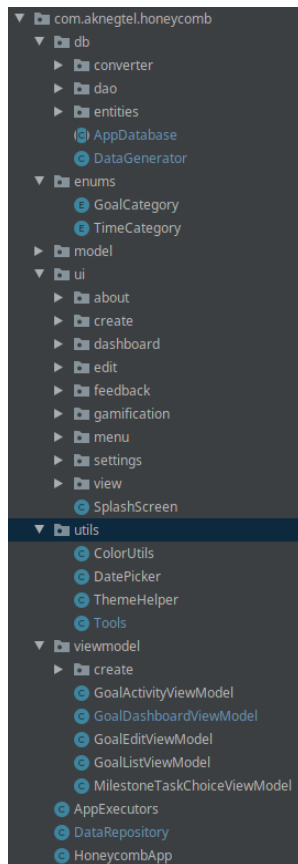 com.aknegtel.honeycomb
db
converter
dao
entities
AppDatabase
DataGenerator
enums
GoalCategory
TimeCategory
model
ui
about
create
dashboard
edit
feedback
gamification
menu
settings
view
SplashScreen
utils
ColorUtils
DatePicker
ThemeHelper
Tools
viewmodel
create
GoalActivityViewModel
GoalDashboardViewModel
GoalEditViewModel
GoalListViewModel
MilestoneTaskChoiceViewModel
AppExecutors
DataRepository
HoneycombApp